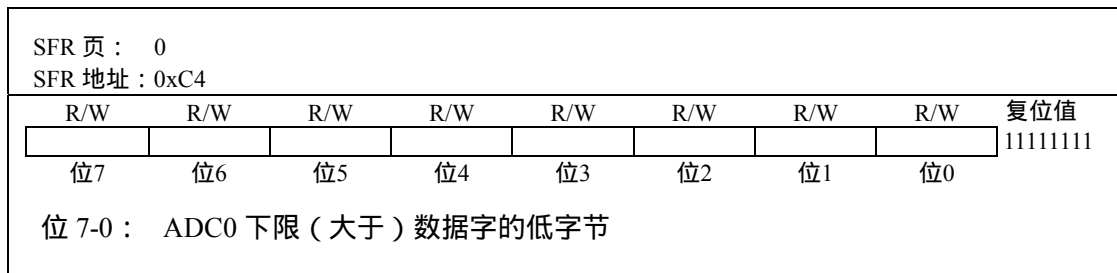 SFR 页： 0
SFR 地址：0xC4
R/W R/W R/W R/W R/W R/W R/W R/W 复位值
11111111
位7 位6 位5 位4 位3 位2 位1 位0
位 7-0： ADC0 下限（大于）数据字的低字节